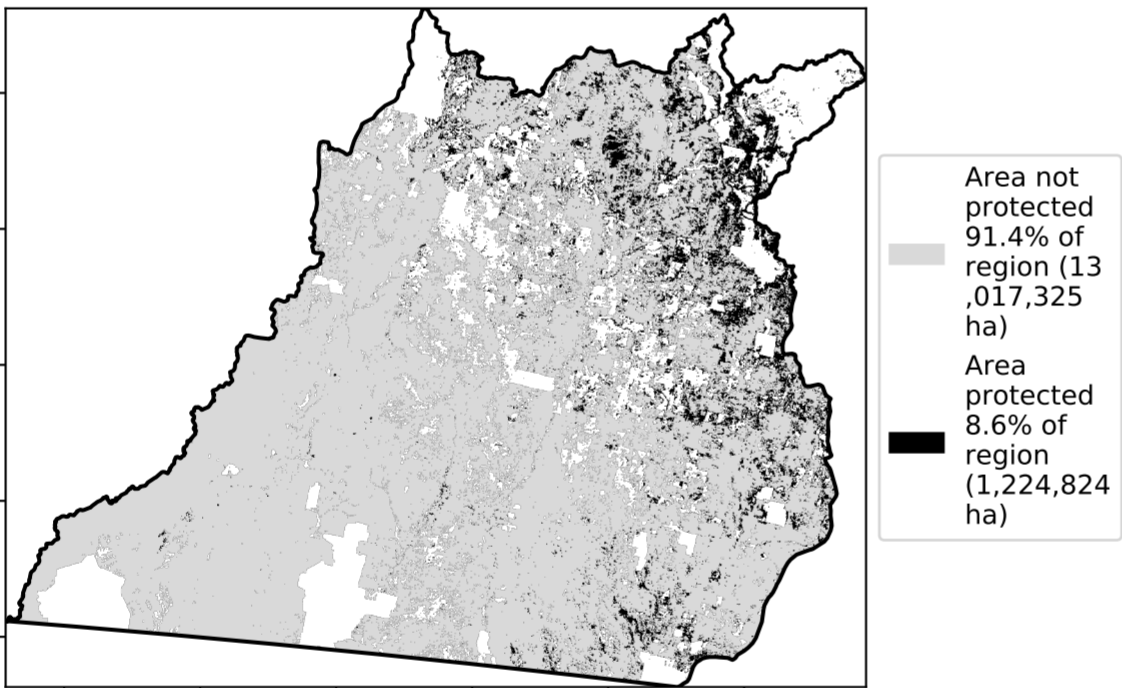 Area not
protected
91.4% of
region (13
,017,325
ha)
Area
protected
8.6% of
region
(1,224,824
ha)